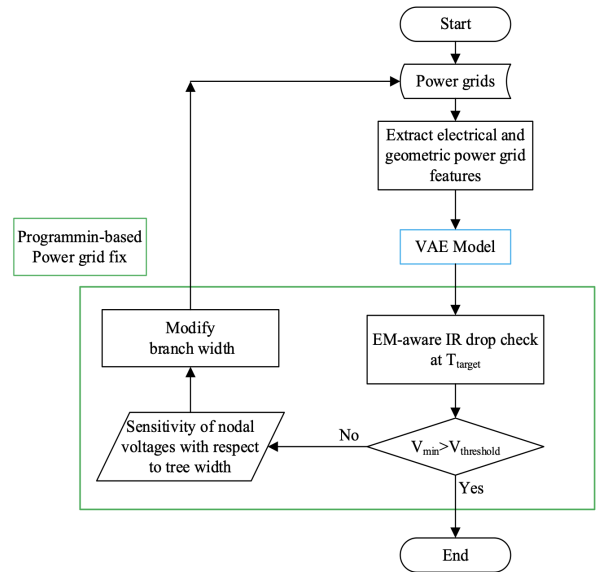 Start
Power grids
Extract electrical and
geometric power grid
features
VAE Model
Programmin-based
Power grid fix
EM-aware IR drop check
at T_target
Modify
branch width
V_min>V_threshold
No
Sensitivity of nodal
voltages with respect
to tree width
Yes
End